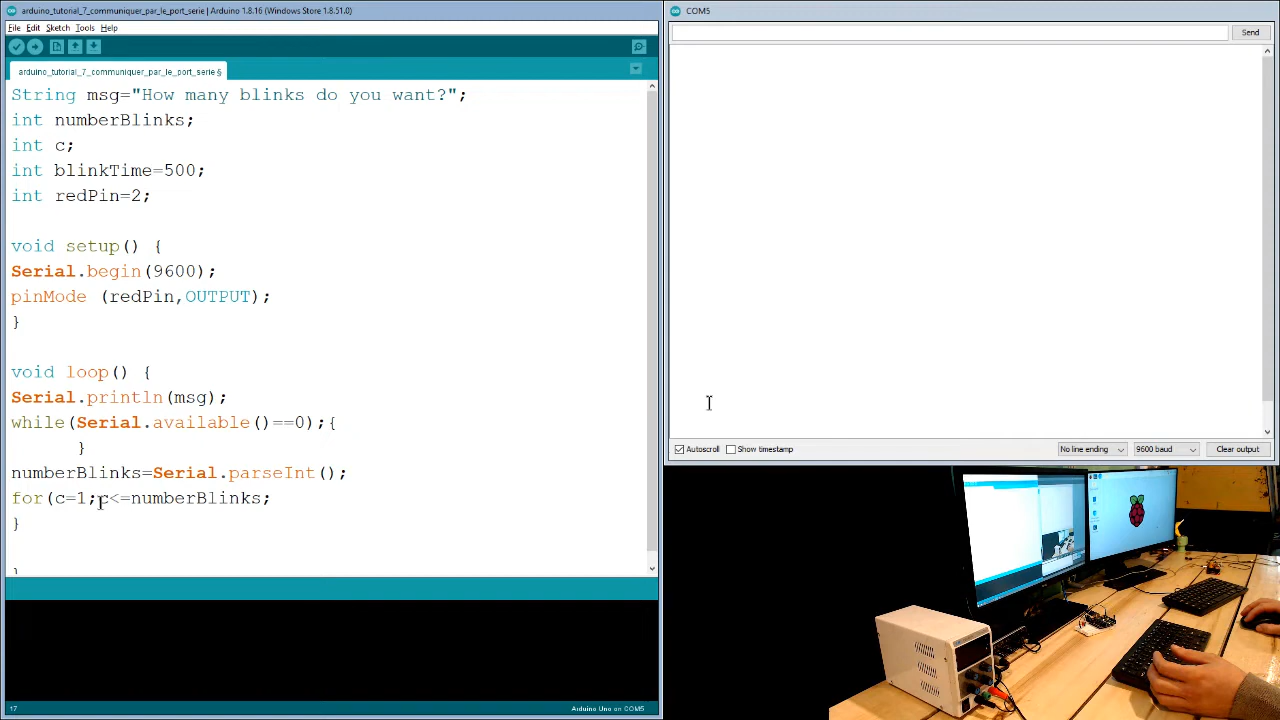 arduino_tutorial_7_communiquer_par_le_port_serie | Arduino 1.8.16 (Windows Store 1.8.51.0)
File Edit Sketch Tools Help
arduino_tutorial_7_communiquer_par_le_port_serie §
String msg="How many blinks do you want?";
int numberBlinks;
int c;
int blinkTime=500;
int redPin=2;
void setup() {
Serial.begin(9600);
pinMode (redPin,OUTPUT);
}
void loop() {
Serial.println(msg);
while(Serial.available()==0);{
}
numberBlinks=Serial.parseInt();
for(c=1;c<=numberBlinks;
}
}
17
Arduino Uno on COM5
COM5
Send
Autoscroll
Show timestamp
No line ending
9600 baud
Clear output